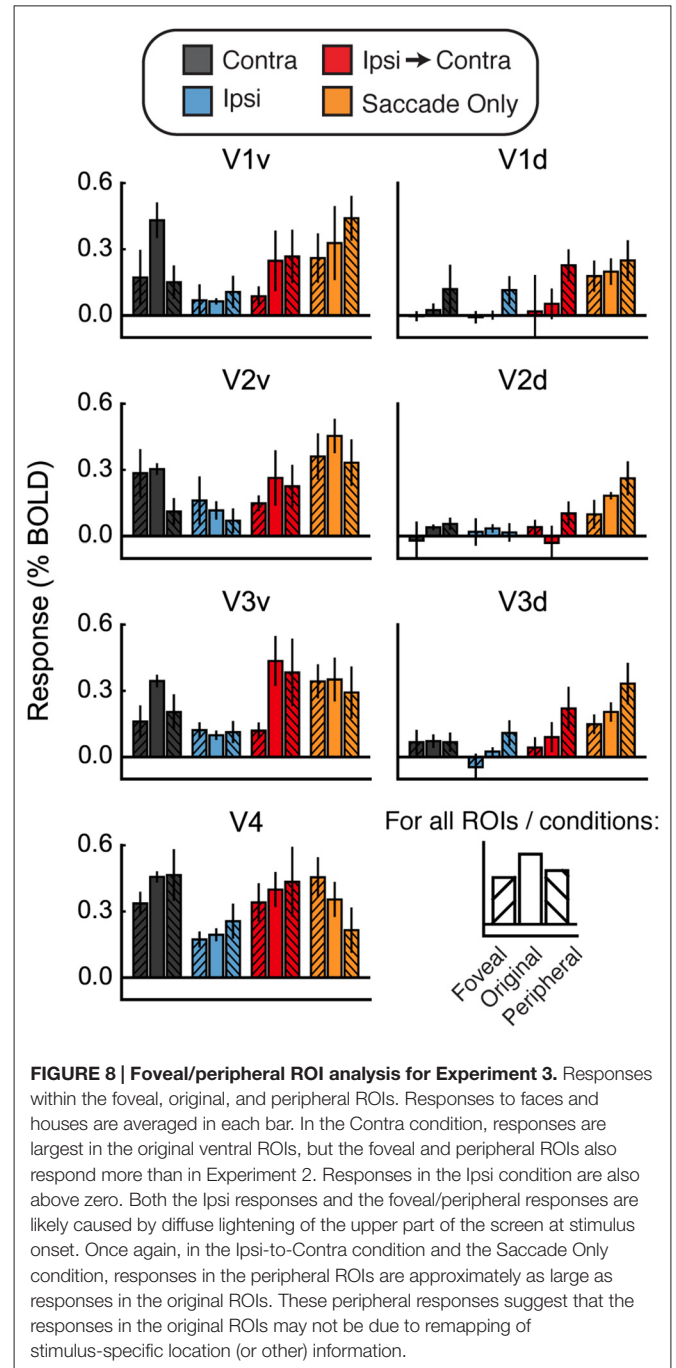 Contra
Ipsi → Contra
Ipsi
Saccade Only
V1v
V1d
0.6
0.3
0.0
V2v
V2d
0.6
0.3
0.0
Response (% BOLD)
V3v
V3d
0.6
0.3
0.0
V4
For all ROIs / conditions:
0.6
0.3
0.0
Foveal
Original
Peripheral
FIGURE 8 | Foveal/peripheral ROI analysis for Experiment 3. Responses
within the foveal, original, and peripheral ROIs. Responses to faces and
houses are averaged in each bar. In the Contra condition, responses are
largest in the original ventral ROIs, but the foveal and peripheral ROIs also
respond more than in Experiment 2. Responses in the Ipsi condition are also
above zero. Both the Ipsi responses and the foveal/peripheral responses are
likely caused by diffuse lightening of the upper part of the screen at stimulus
onset. Once again, in the Ipsi-to-Contra condition and the Saccade Only
condition, responses in the peripheral ROIs are approximately as large as
responses in the original ROIs. These peripheral responses suggest that the
responses in the original ROIs may not be due to remapping of
stimulus-specific location (or other) information.